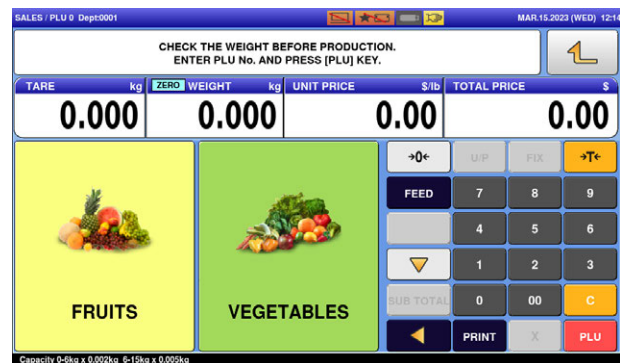 SALES / PLU 0 Dept:0001
MAR.15.2023 (WED) 12:14
CHECK THE WEIGHT BEFORE PRODUCTION.
ENTER PLU No. AND PRESS [PLU] KEY.
TARE kg ZERO WEIGHT kg UNIT PRICE $/lb TOTAL PRICE $
0.000 0.000 0.00 0.00
→0← U/P FIX →T←
FEED 7 8 9
4 5 6
1 2 3
SUB TOTAL 0 00 C
PRINT X PLU
FRUITS VEGETABLES
Capacity 0-6kg x 0.002kg 6-15kg x 0.005kg